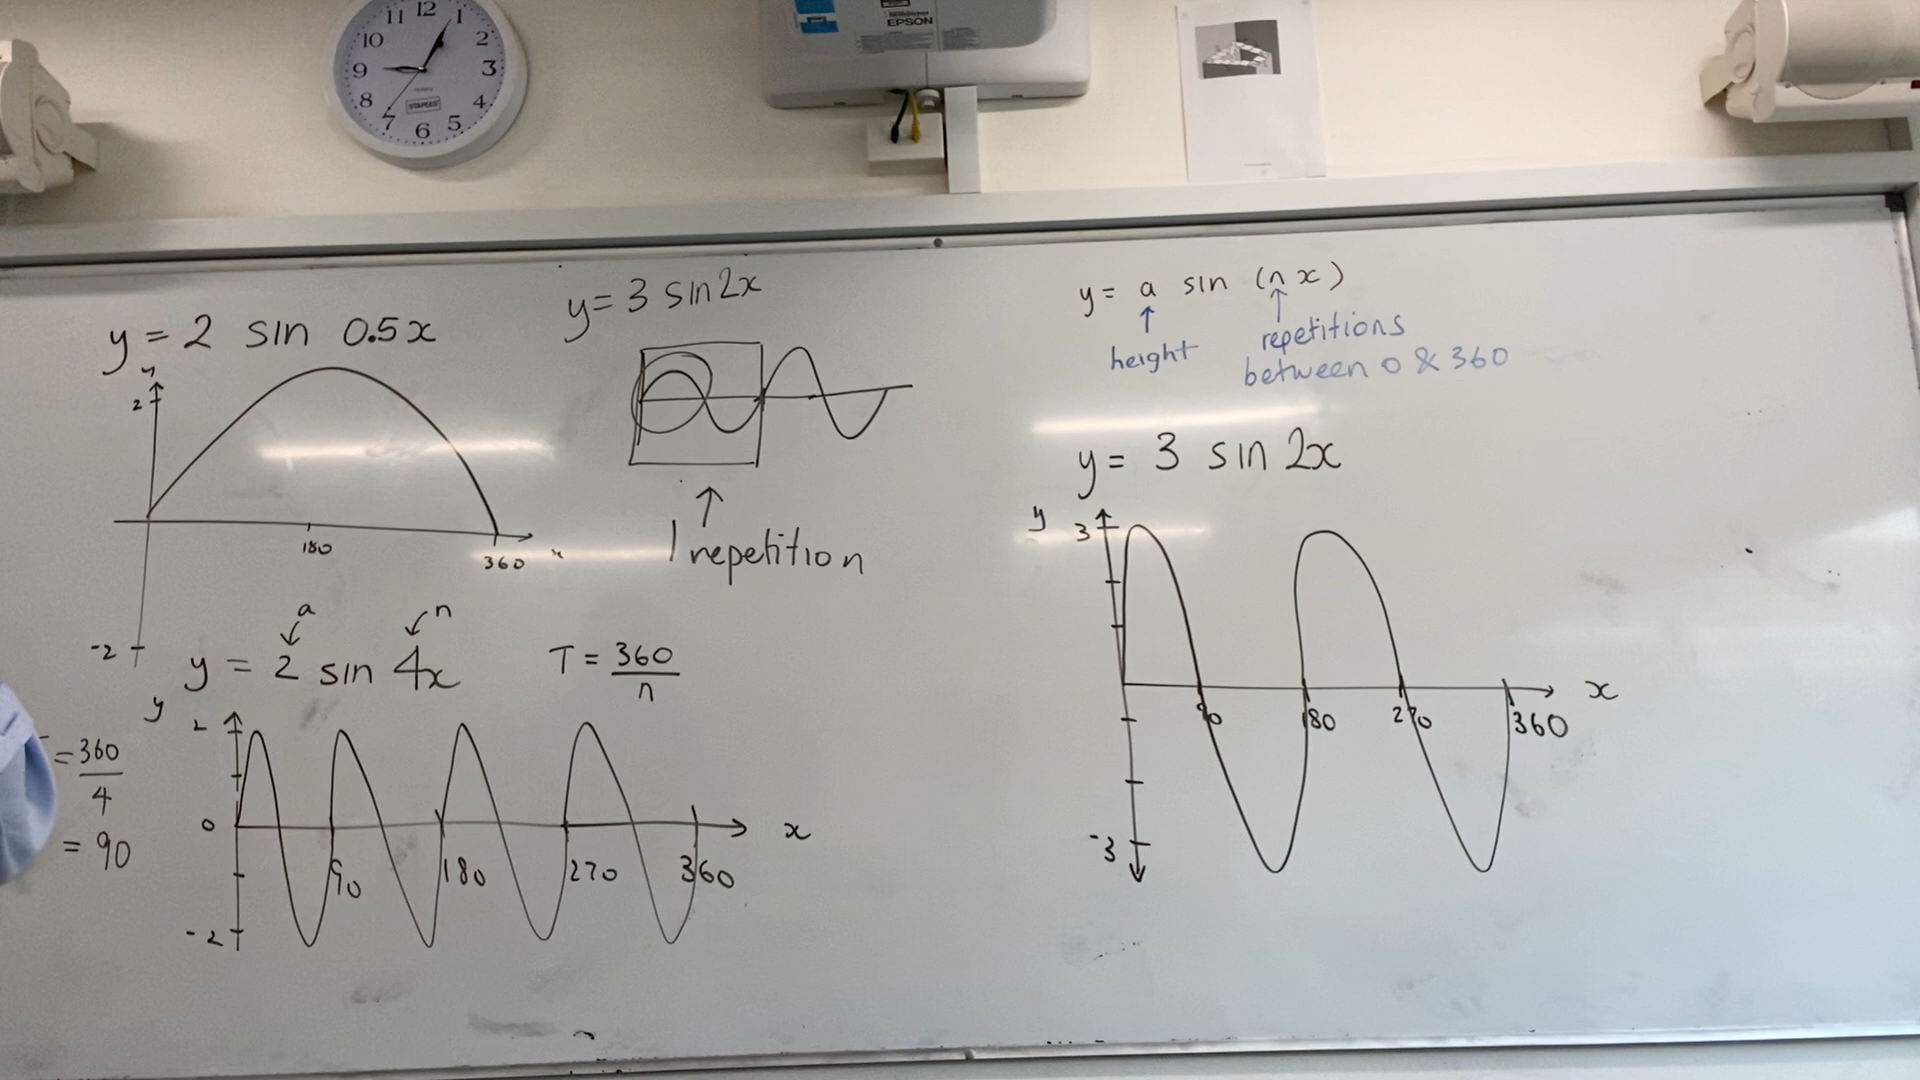 11 12 1
10 2
9 3
8 4
7 6 5
STAPLES
EPSON
y = 2 sin 0.5x
y
2
180
360
x
-2
y = 3 sin 2x
1 repetition
y = a sin (n x)
height
repetitions
between 0 & 360
a
n
y = 2 sin 4x
T = 360
n
= 360
4
= 90
y
2
0
-2
90
180
270
360
x
y = 3 sin 2x
y
3
-3
90
180
270
360
x